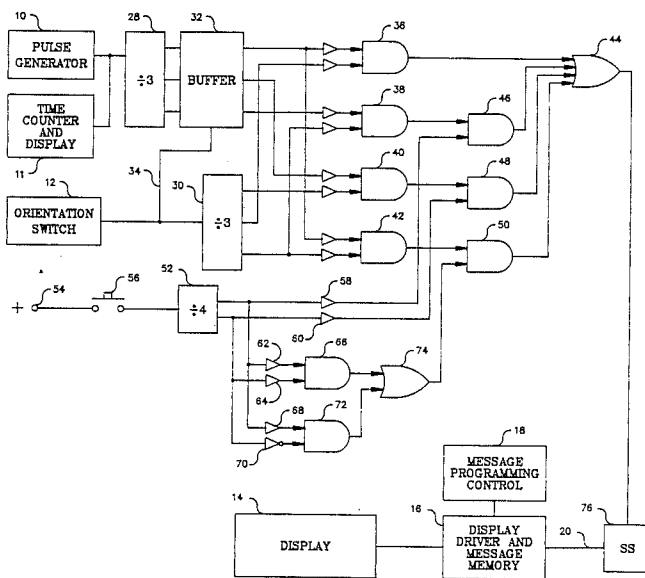 10
PULSE
GENERATOR
28
÷3
32
BUFFER
36
44
TIME
COUNTER
AND
DISPLAY
11
38
46
34
12
ORIENTATION
SWITCH
30
÷3
40
48
42
50
+
54
56
52
÷4
58
60
62
64
66
74
68
70
72
18
MESSAGE
PROGRAMMING
CONTROL
14
DISPLAY
16
DISPLAY
DRIVER AND
MESSAGE
MEMORY
20
76
SS